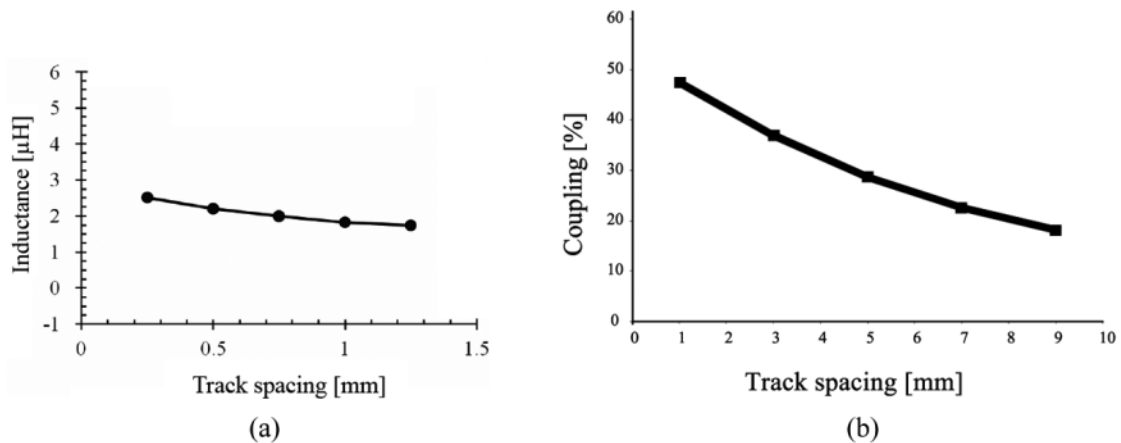 6
5
4
3
2
1
0
-1
Inductance [µH]
0 0.5 1 1.5
Track spacing [mm]
(a)
60
50
40
30
20
10
0
Coupling [%]
0 1 2 3 4 5 6 7 8 9 10
Track spacing [mm]
(b)